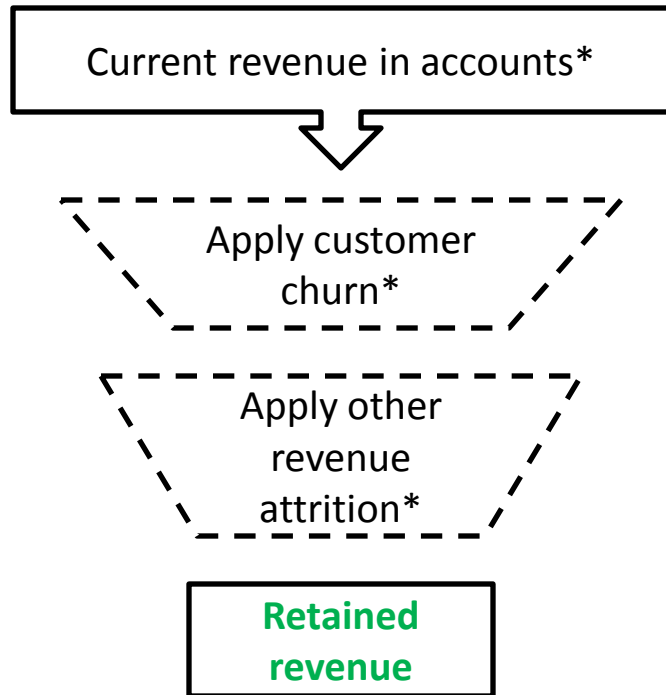 Current revenue in accounts*
Apply customer
churn*
Apply other
revenue
attrition*
Retained
revenue